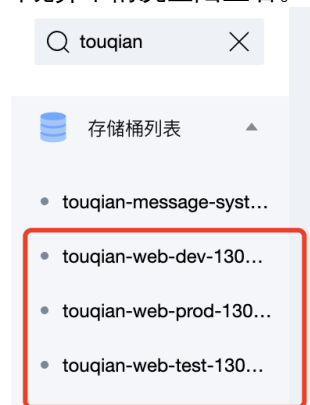 touqian
存储桶列表
touqian-message-syst...
touqian-web-dev-130...
touqian-web-prod-130...
touqian-web-test-130...